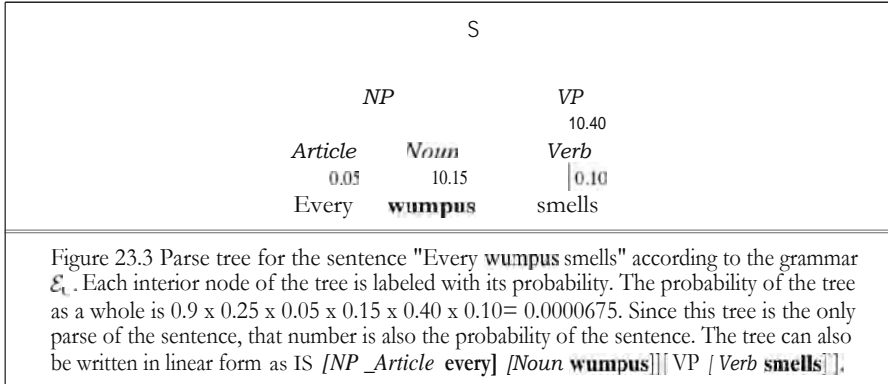 S
NP VP
10.40
Article Noun Verb
0.05 10.15 0.10
Every wumpus smells
Figure 23.3 Parse tree for the sentence "Every wumpus smells" according to the grammar
ℰ. Each interior node of the tree is labeled with its probability. The probability of the tree
as a whole is 0.9 x 0.25 x 0.05 x 0.15 x 0.40 x 0.10= 0.0000675. Since this tree is the only
parse of the sentence, that number is also the probability of the sentence. The tree can also
be written in linear form as IS [NP _Article every] [Noun wumpus]][ VP [ Verb smells]].